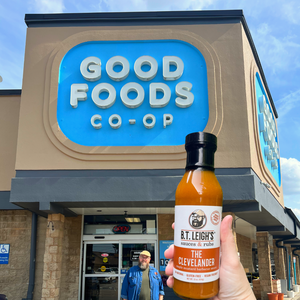 GOOD
FOODS
CO-OP
B.T. LEIGH'S
sauces & rubs
THE
CLEVELANDER